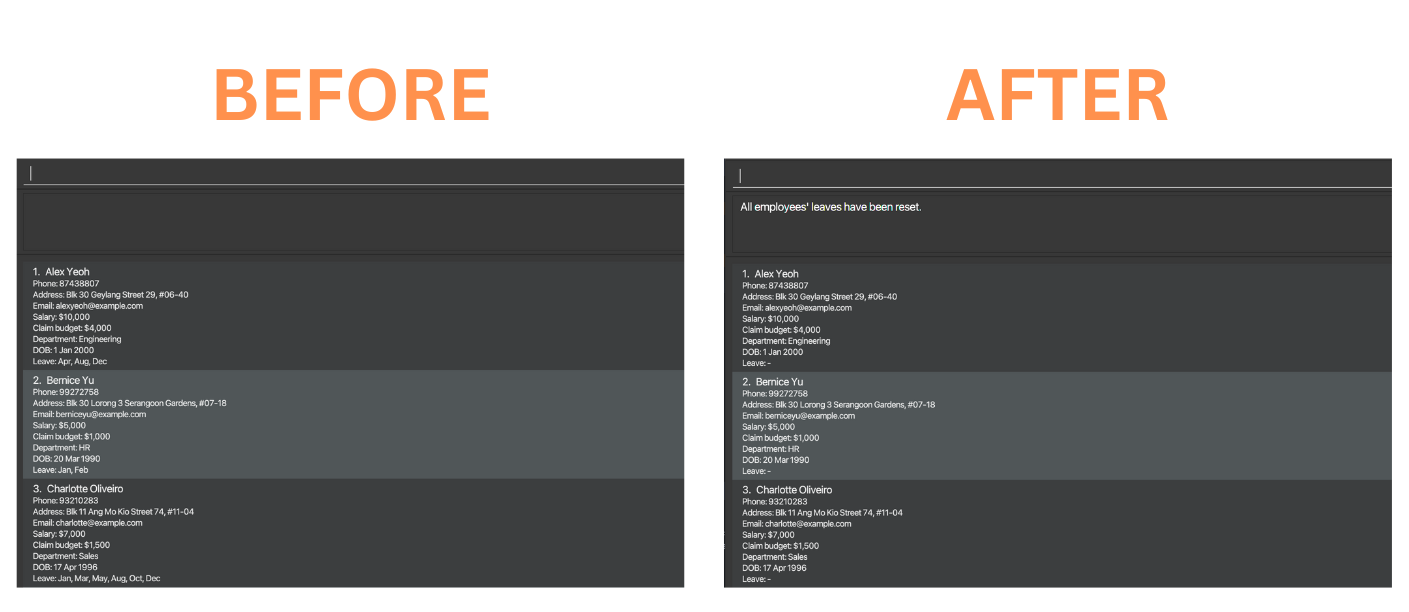 BEFORE
1. Alex Yeoh
Phone: 87438807
Address: Blk 30 Geylang Street 29, #06-40
Email: alexyeoh@example.com
Salary: $10,000
Claim budget: $4,000
Department: Engineering
DOB: 1 Jan 2000
Leave: Apr, Aug, Dec
2. Bernice Yu
Phone: 99272758
Address: Blk 30 Lorong 3 Serangoon Gardens, #07-18
Email: berniceyu@example.com
Salary: $5,000
Claim budget: $1,000
Department: HR
DOB: 20 Mar 1990
Leave: Jan, Feb
3. Charlotte Oliveiro
Phone: 93210283
Address: Blk 11 Ang Mo Kio Street 74, #11-04
Email: charlotte@example.com
Salary: $7,000
Claim budget: $1,500
Department: Sales
DOB: 17 Apr 1996
Leave: Jan, Mar, May, Aug, Oct, Dec
AFTER
All employees' leaves have been reset.
1. Alex Yeoh
Phone: 87438807
Address: Blk 30 Geylang Street 29, #06-40
Email: alexyeoh@example.com
Salary: $10,000
Claim budget: $4,000
Department: Engineering
DOB: 1 Jan 2000
Leave: -
2. Bernice Yu
Phone: 99272758
Address: Blk 30 Lorong 3 Serangoon Gardens, #07-18
Email: berniceyu@example.com
Salary: $5,000
Claim budget: $1,000
Department: HR
DOB: 20 Mar 1990
Leave: -
3. Charlotte Oliveiro
Phone: 93210283
Address: Blk 11 Ang Mo Kio Street 74, #11-04
Email: charlotte@example.com
Salary: $7,000
Claim budget: $1,500
Department: Sales
DOB: 17 Apr 1996
Leave: -